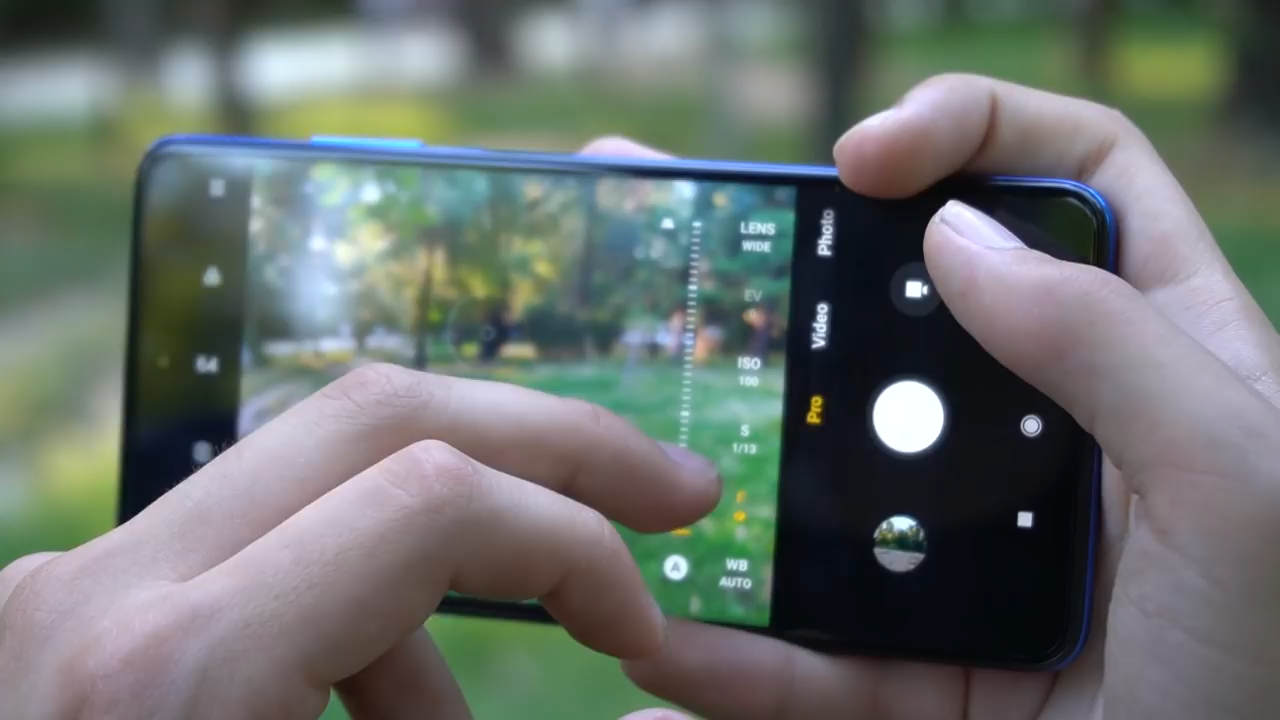 64
LENS
WIDE
EV
ISO
100
S
1/13
F
A
WB
AUTO
Photo
Video
Pro